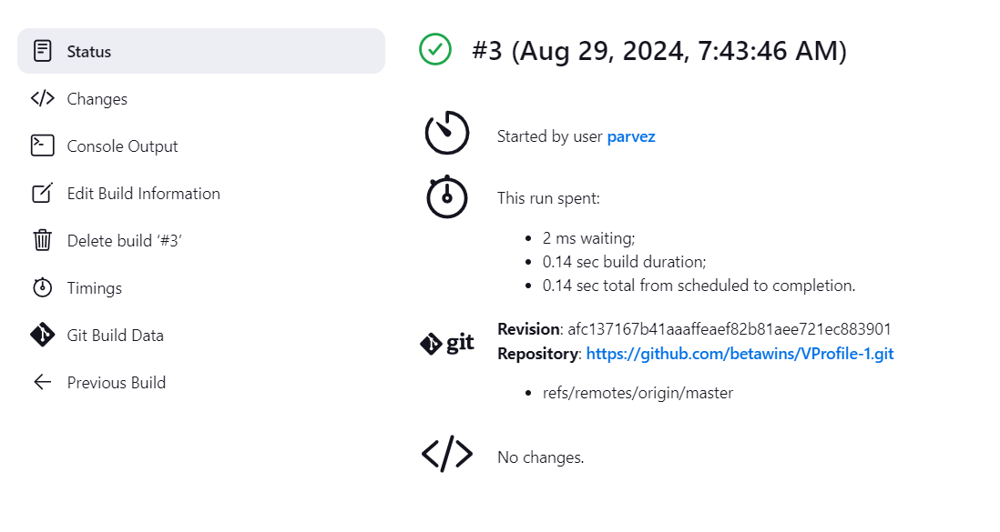 Status
Changes
Console Output
Edit Build Information
Delete build ‘#3’
Timings
Git Build Data
Previous Build
#3 (Aug 29, 2024, 7:43:46 AM)
Started by user parvez
This run spent:
• 2 ms waiting;
• 0.14 sec build duration;
• 0.14 sec total from scheduled to completion.
git
Revision: afc137167b41aaaffeaef82b81aee721ec883901
Repository: https://github.com/betawins/VProfile-1.git
• refs/remotes/origin/master
No changes.